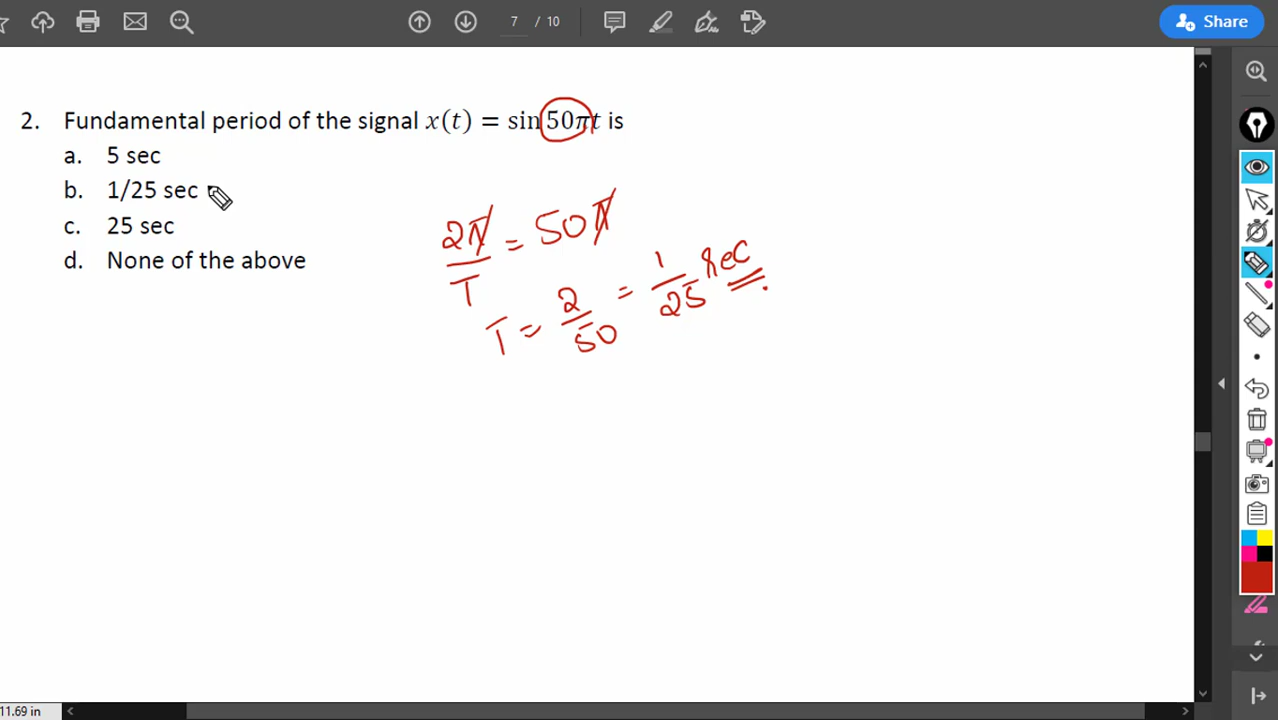 7 / 10
Share
2. Fundamental period of the signal x(t) = sin 50πt is
a. 5 sec
b. 1/25 sec
c. 25 sec
d. None of the above
2π/T = 50π
T = 2/50 = 1/25 sec
11.69 in